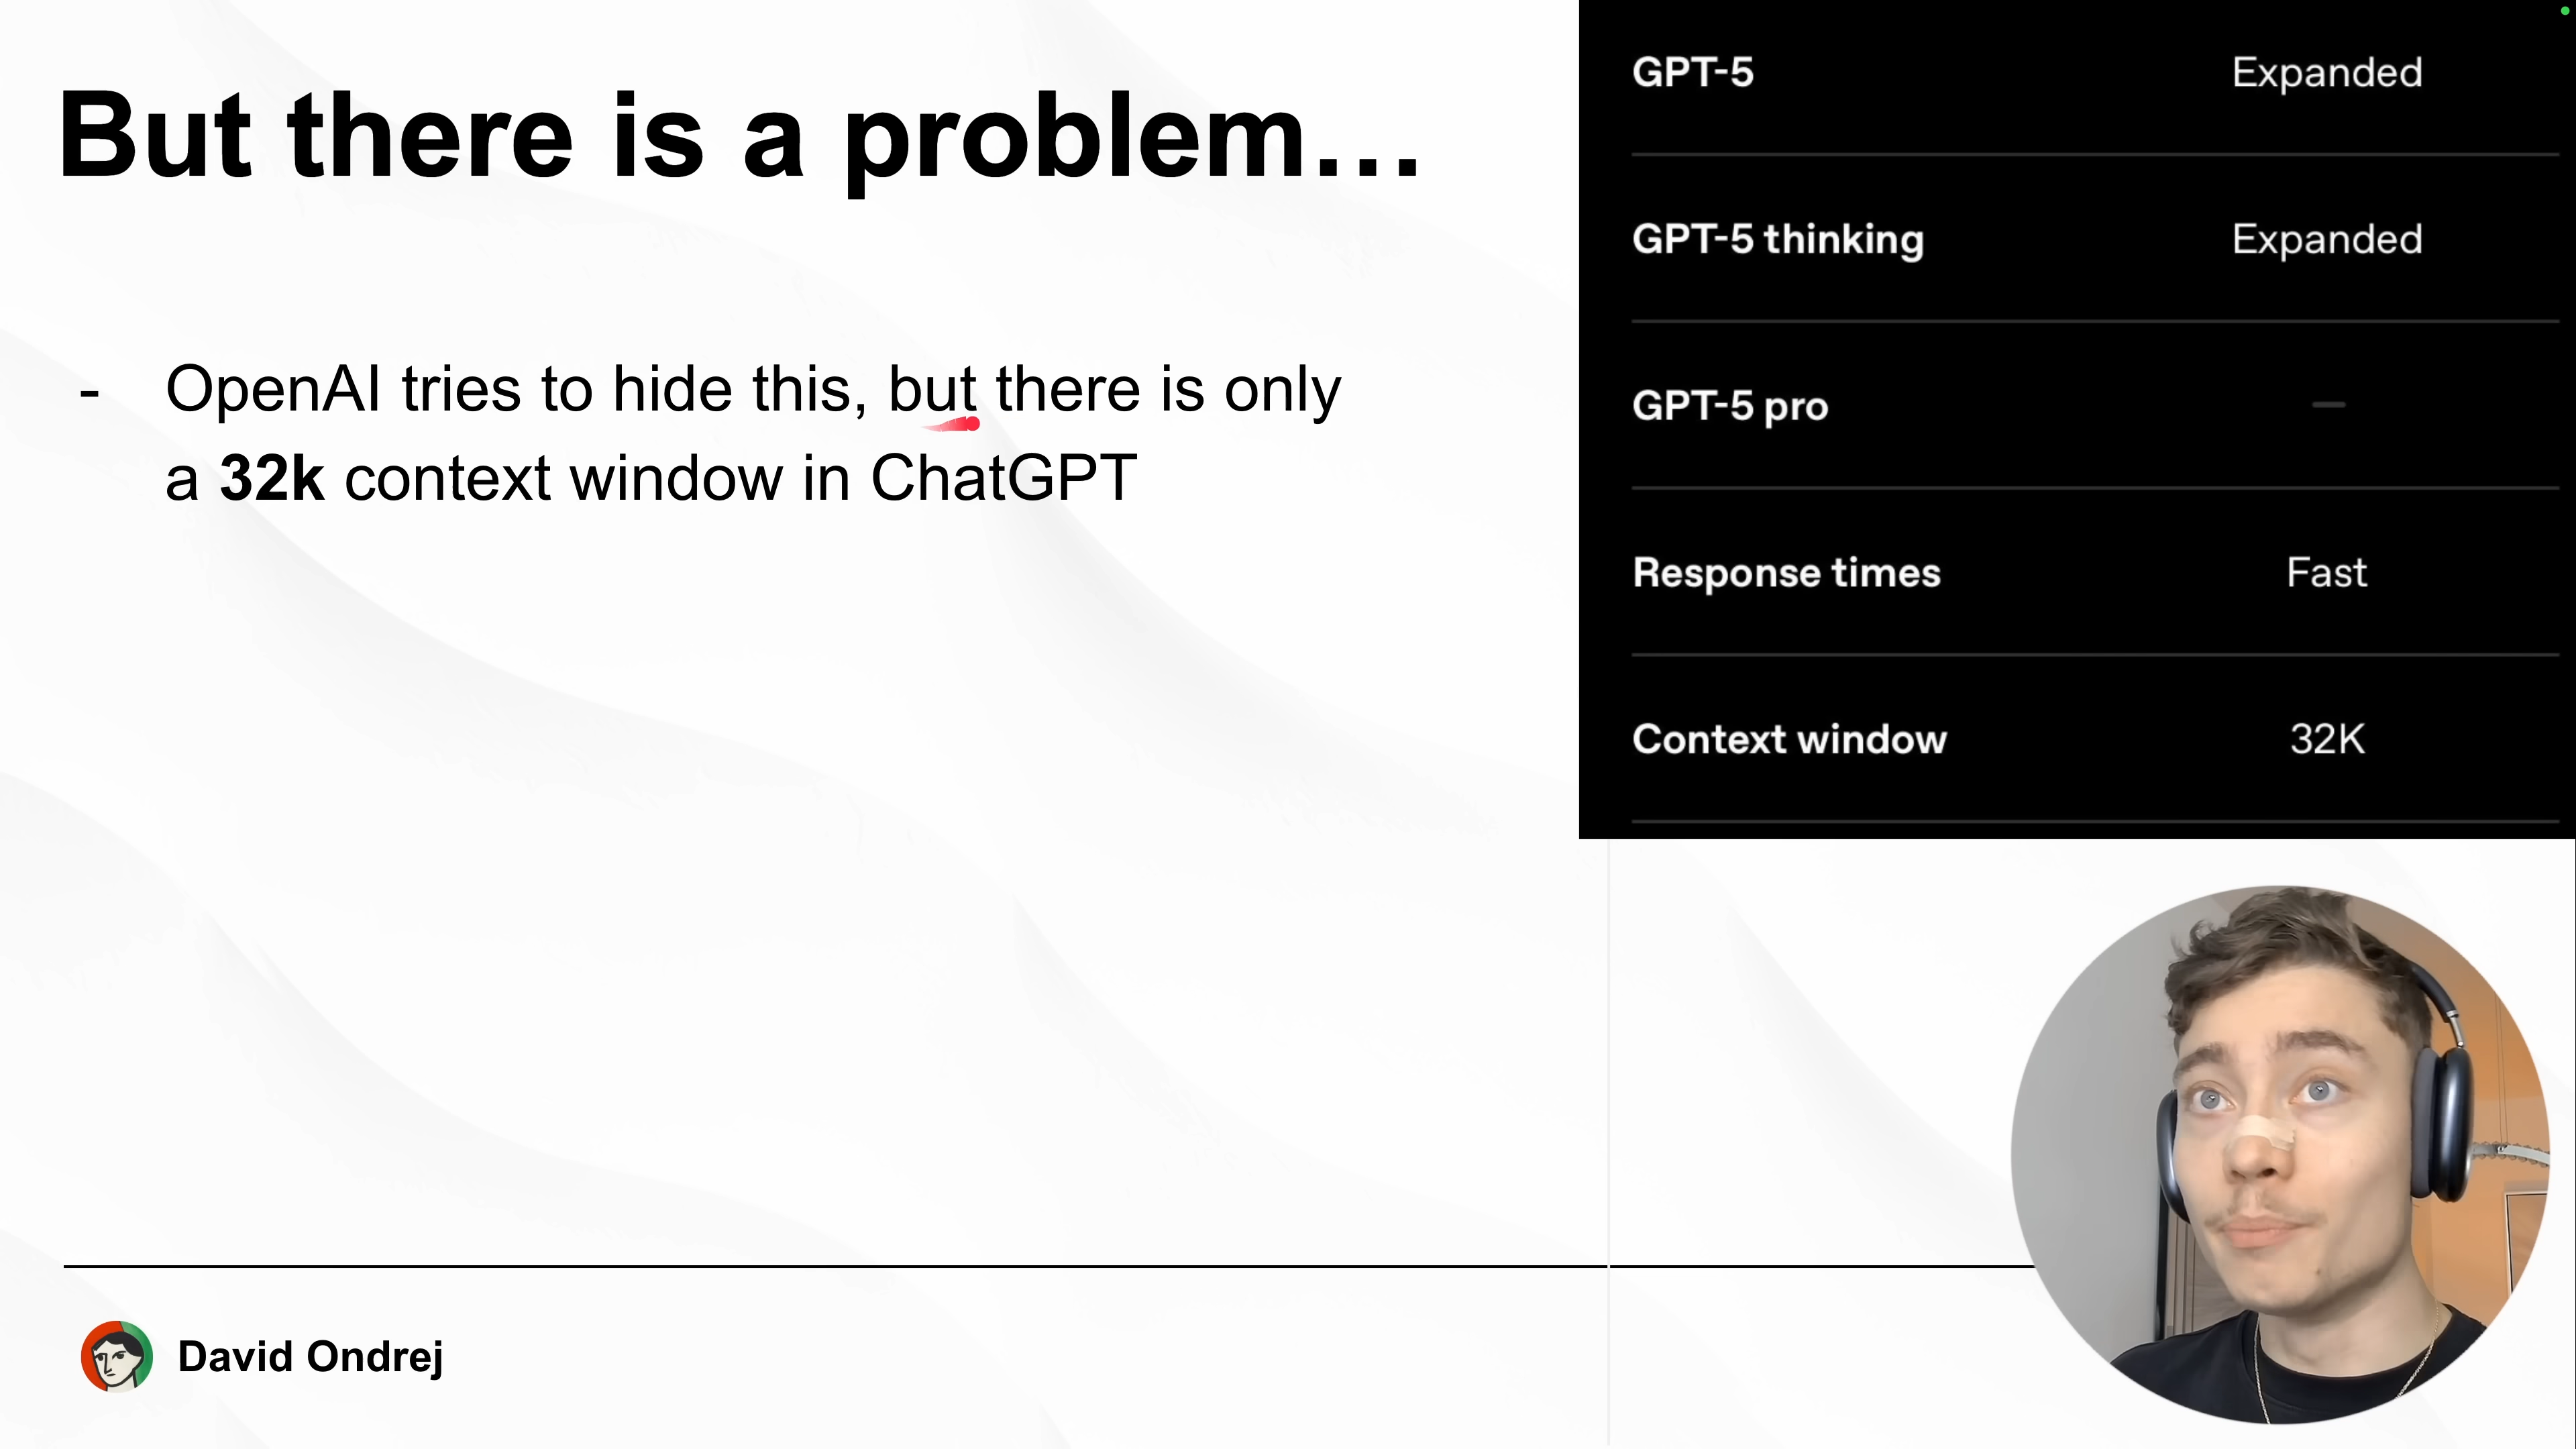 But there is a problem…
- OpenAI tries to hide this, but there is only
a 32k context window in ChatGPT
GPT-5 Expanded
GPT-5 thinking Expanded
GPT-5 pro —
Response times Fast
Context window 32K
David Ondrej